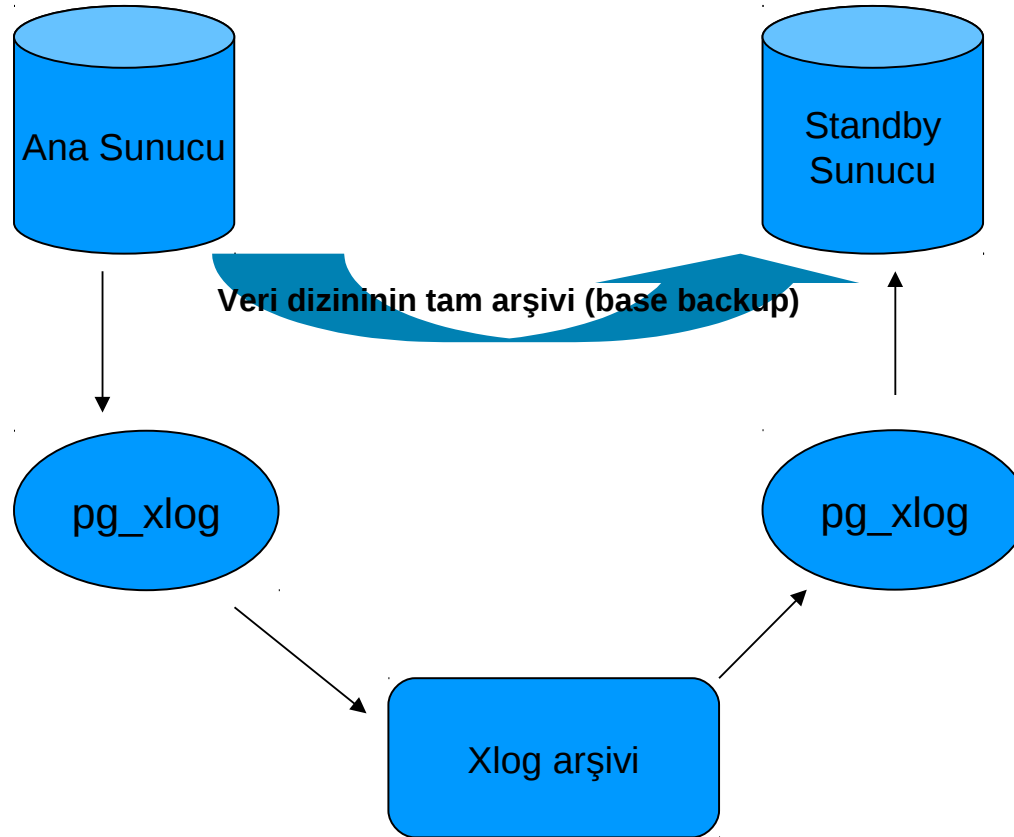 Ana Sunucu
Standby
Sunucu
Veri dizininin tam arşivi (base backup)
pg_xlog
pg_xlog
Xlog arşivi